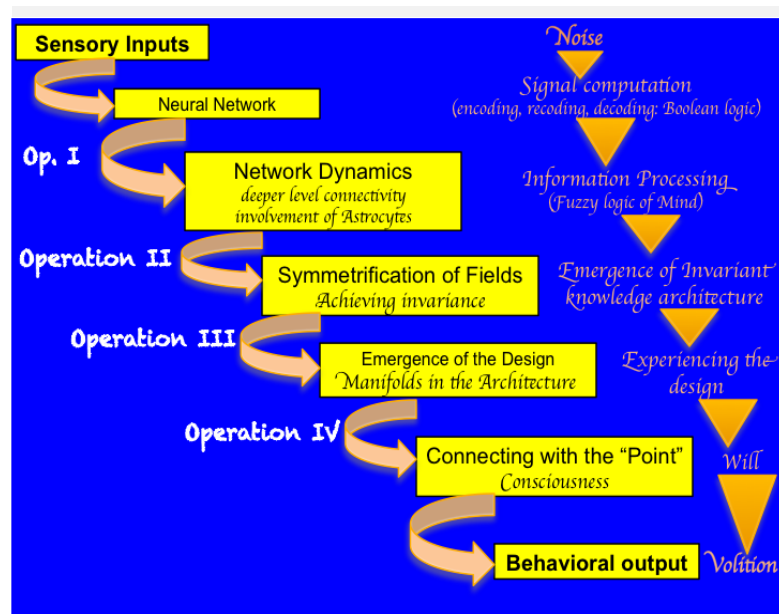 Sensory Inputs
Neural Network
Op. I
Network Dynamics
deeper level connectivity
involvement of Astrocytes
Operation II
Symmetrification of Fields
Achieving invariance
Operation III
Emergence of the Design
Manifolds in the Architecture
Operation IV
Connecting with the “Point”
Consciousness
Behavioral output
Noise
Signal computation
(encoding, recoding, decoding: Boolean logic)
Information Processing
(Fuzzy logic of Mind)
Emergence of Invariant
knowledge architecture
Experiencing the
design
Will
Volition